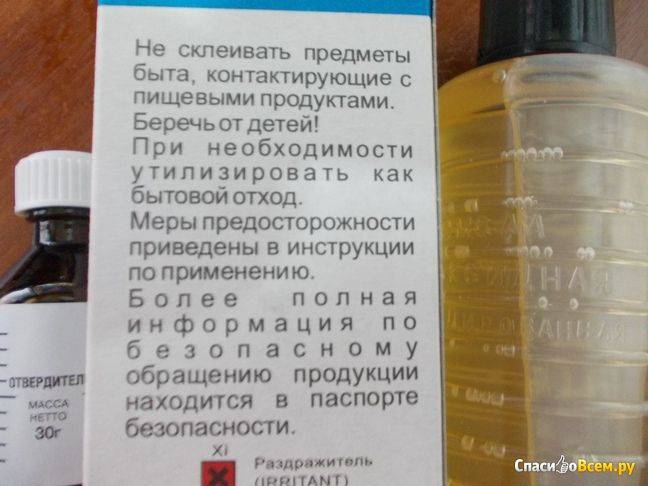 Не склеивать предметы
быта, контактирующие с
пищевыми продуктами.
Беречь от детей!
При необходимости
утилизировать как
бытовой отход.
Меры предосторожности
приведены в инструкции
по применению.
Более полная
информация по
безопасному
обращению продукции
находится в паспорте
безопасности.
Xi
Раздражитель
(IRRITANT)
ОТВЕРДИТЕЛ
МАССА
НЕТТО
30г
СпасибоВсем.ру